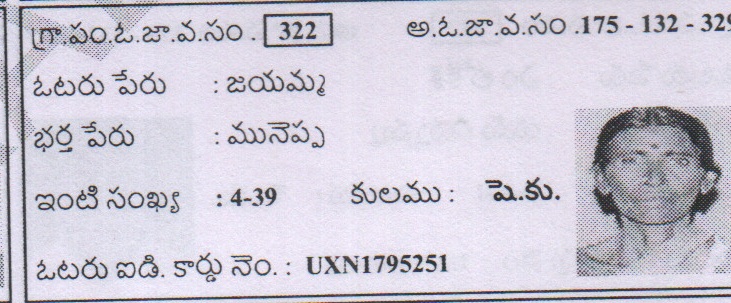 గ్రా.పం.ఓ.జా.వ.సం . 322 అ.ఓ.జా.వ.సం .175 - 132 - 329
ఓటరు పేరు : జయమ్మ
భర్త పేరు : మునెప్ప
ఇంటి సంఖ్య : 4-39 కులము : షె.కు.
ఓటరు ఐడి. కార్డు నెం. : UXN1795251